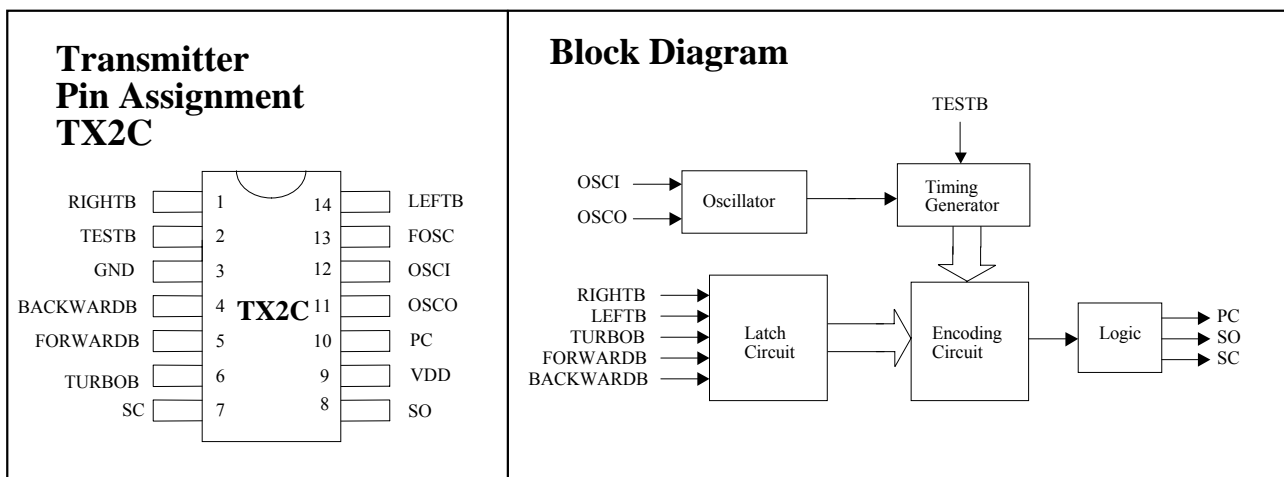 Transmitter
Pin Assignment
TX2C
RIGHTB 1 14 LEFTB
TESTB 2 13 FOSC
GND 3 12 OSCI
BACKWARDB 4 TX2C 11 OSCO
FORWARDB 5 10 PC
TURBOB 6 9 VDD
SC 7 8 SO
Block Diagram
TESTB
OSCI
OSCO
Oscillator
Timing
Generator
RIGHTB
LEFTB
TURBOB
FORWARDB
BACKWARDB
Latch
Circuit
Encoding
Circuit
Logic
PC
SO
SC